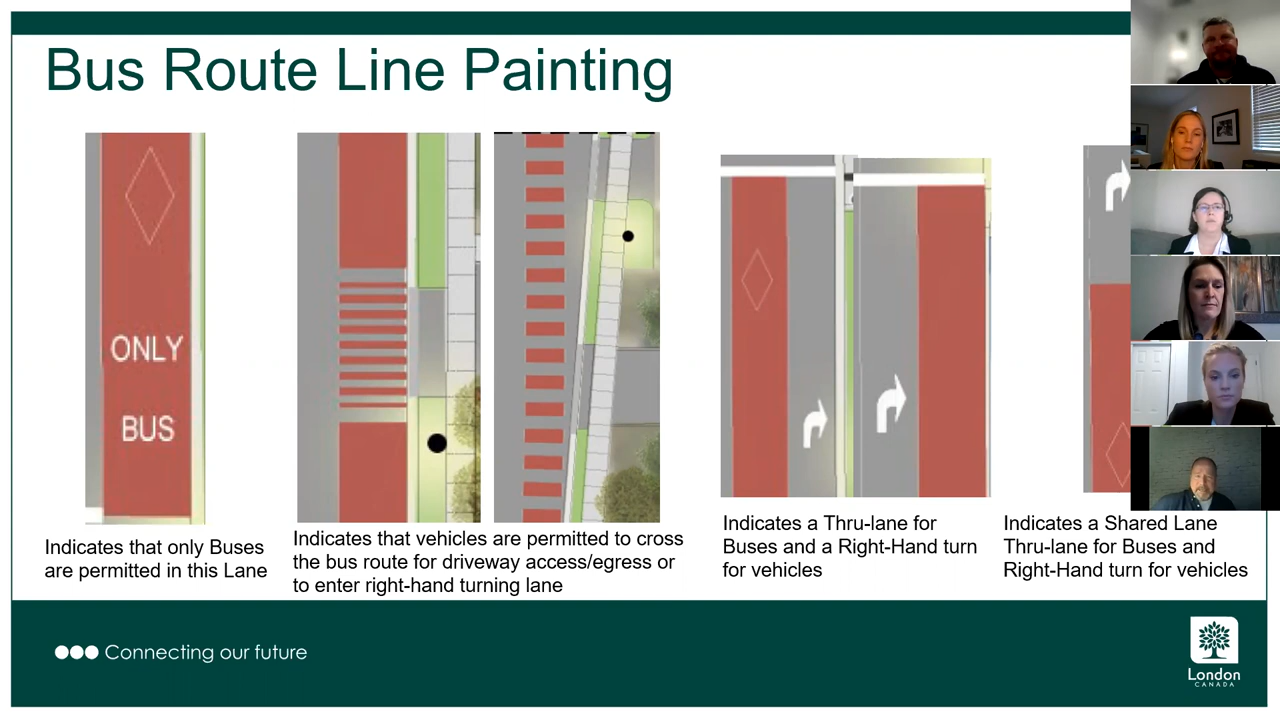 Bus Route Line Painting
ONLY
BUS
Indicates that only Buses
are permitted in this Lane
Indicates that vehicles are permitted to cross
the bus route for driveway access/egress or
to enter right-hand turning lane
Indicates a Thru-lane for
Buses and a Right-Hand turn
for vehicles
Indicates a Shared Lane
Thru-lane for Buses and
Right-Hand turn for vehicles
Connecting our future
London
CANADA